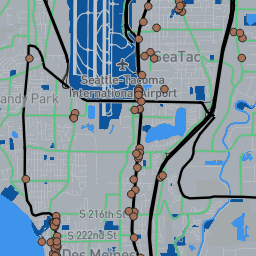 SeaTac
Seattle-Tacoma
International Airport
andy Park
S 216th St
S 222nd St
Des Moines